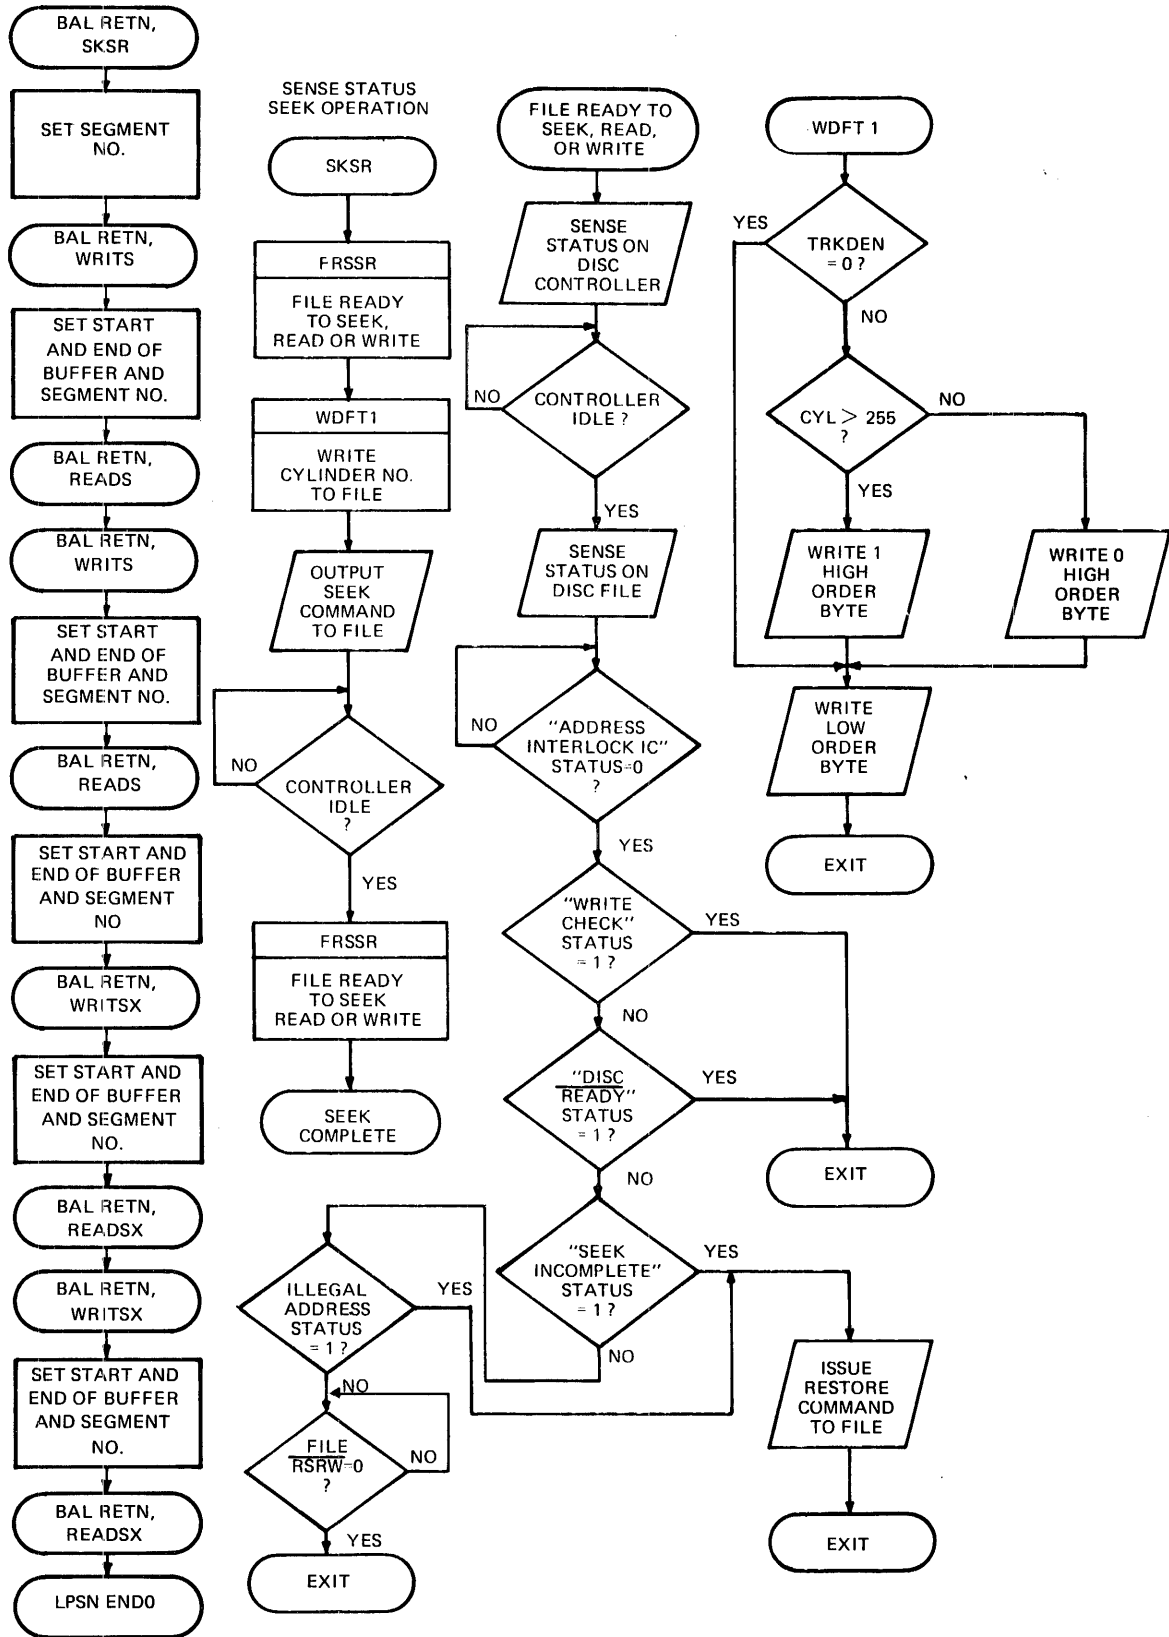 BAL RETN,
SKSR
SET SEGMENT
NO.
BAL RETN,
WRITS
SET START
AND END OF
BUFFER AND
SEGMENT NO.
BAL RETN,
READS
BAL RETN,
WRITS
SET START
AND END OF
BUFFER AND
SEGMENT NO.
BAL RETN,
READS
SET START AND
END OF BUFFER
AND SEGMENT
NO
BAL RETN,
WRITSX
SET START AND
END OF BUFFER
AND SEGMENT
NO.
BAL RETN,
READSX
BAL RETN,
WRITSX
SET START AND
END OF BUFFER
AND SEGMENT
NO.
BAL RETN,
READSX
LPSN END0
SENSE STATUS
SEEK OPERATION
SKSR
FRSSR
FILE READY
TO SEEK,
READ OR WRITE
WDFT1
WRITE
CYLINDER NO.
TO FILE
OUTPUT
SEEK
COMMAND
TO FILE
NO
CONTROLLER
IDLE
?
YES
FRSSR
FILE READY
TO SEEK
READ OR WRITE
SEEK
COMPLETE
FILE READY TO
SEEK, READ,
OR WRITE
SENSE
STATUS ON
DISC
CONTROLLER
NO
CONTROLLER
IDLE ?
YES
SENSE
STATUS ON
DISC FILE
NO
"ADDRESS
INTERLOCK IC"
STATUS=0
?
YES
"WRITE
CHECK"
STATUS
= 1 ?
YES
NO
"DISC
READY"
STATUS
= 1 ?
YES
NO
EXIT
"SEEK
INCOMPLETE"
STATUS
= 1 ?
YES
NO
ILLEGAL
ADDRESS
STATUS
= 1 ?
YES
NO
FILE
RSRW=0
?
NO
YES
EXIT
ISSUE
RESTORE
COMMAND
TO FILE
EXIT
WDFT 1
YES
TRKDEN
= 0 ?
NO
CYL > 255
?
NO
YES
WRITE 1
HIGH
ORDER
BYTE
WRITE 0
HIGH
ORDER
BYTE
WRITE
LOW
ORDER
BYTE
EXIT